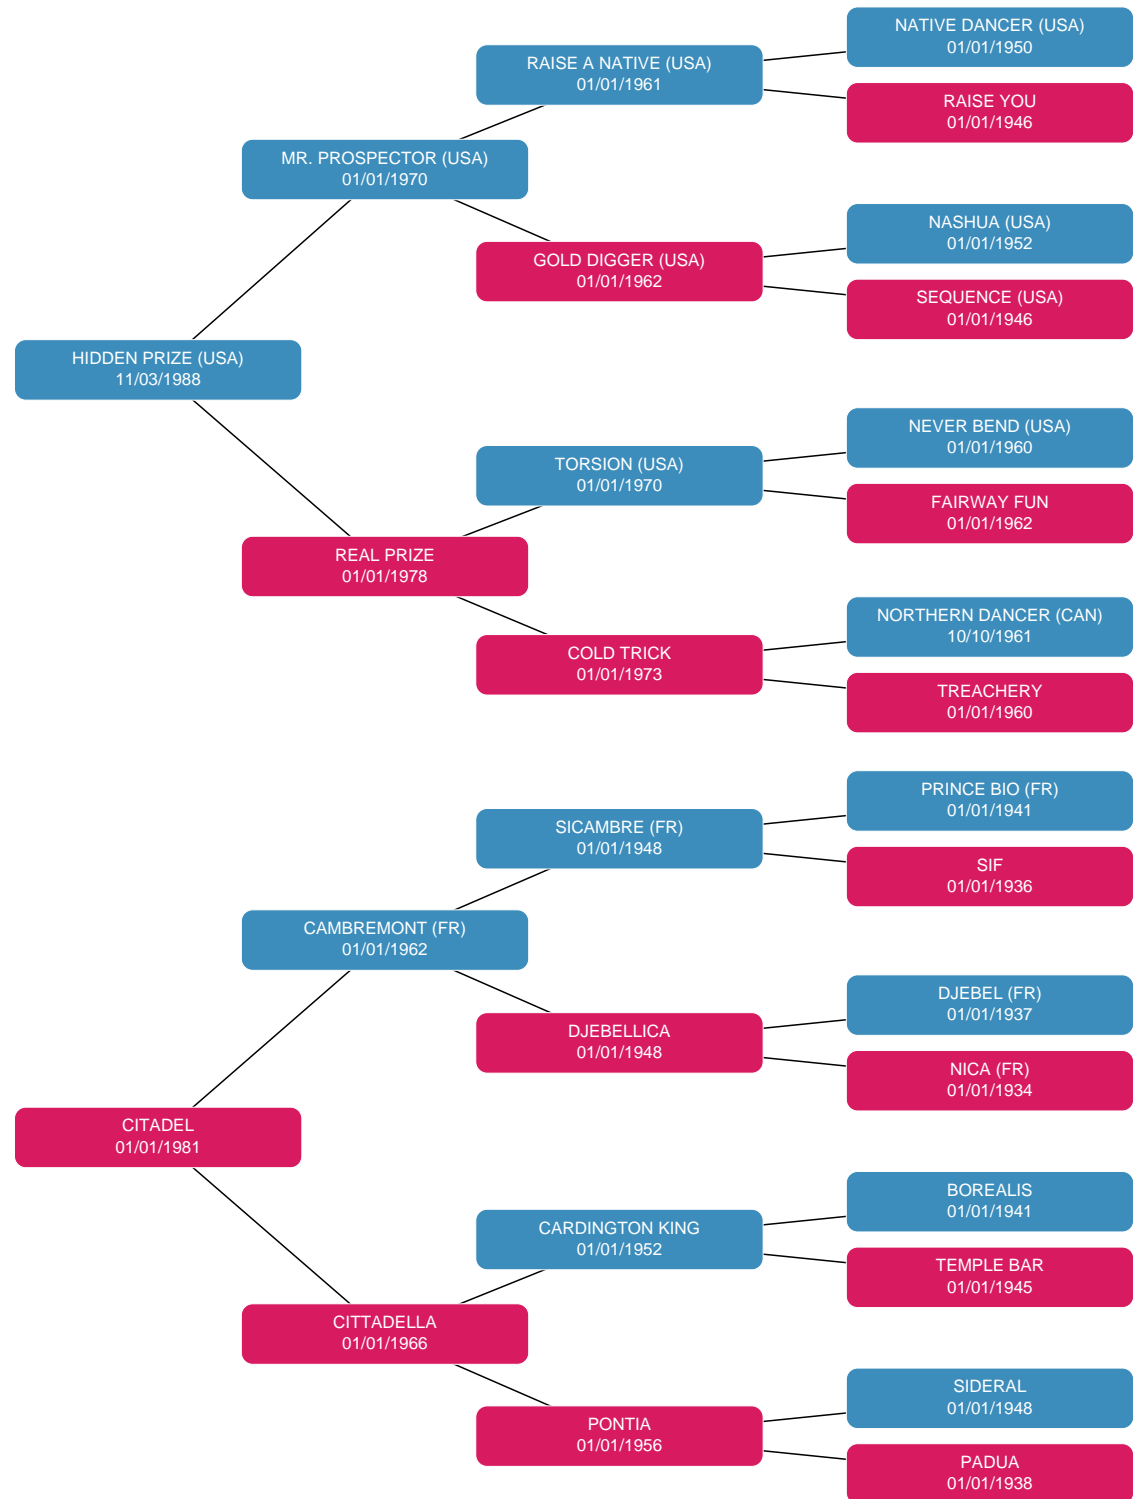 NATIVE DANCER (USA)
01/01/1950
RAISE A NATIVE (USA)
01/01/1961
RAISE YOU
01/01/1946
MR. PROSPECTOR (USA)
01/01/1970
NASHUA (USA)
01/01/1952
GOLD DIGGER (USA)
01/01/1962
SEQUENCE (USA)
01/01/1946
HIDDEN PRIZE (USA)
11/03/1988
NEVER BEND (USA)
01/01/1960
TORSION (USA)
01/01/1970
FAIRWAY FUN
01/01/1962
REAL PRIZE
01/01/1978
NORTHERN DANCER (CAN)
10/10/1961
COLD TRICK
01/01/1973
TREACHERY
01/01/1960
PRINCE BIO (FR)
01/01/1941
SICAMBRE (FR)
01/01/1948
SIF
01/01/1936
CAMBREMONT (FR)
01/01/1962
DJEBEL (FR)
01/01/1937
DJEBELLICA
01/01/1948
NICA (FR)
01/01/1934
CITADEL
01/01/1981
BOREALIS
01/01/1941
CARDINGTON KING
01/01/1952
TEMPLE BAR
01/01/1945
CITTADELLA
01/01/1966
SIDERAL
01/01/1948
PONTIA
01/01/1956
PADUA
01/01/1938